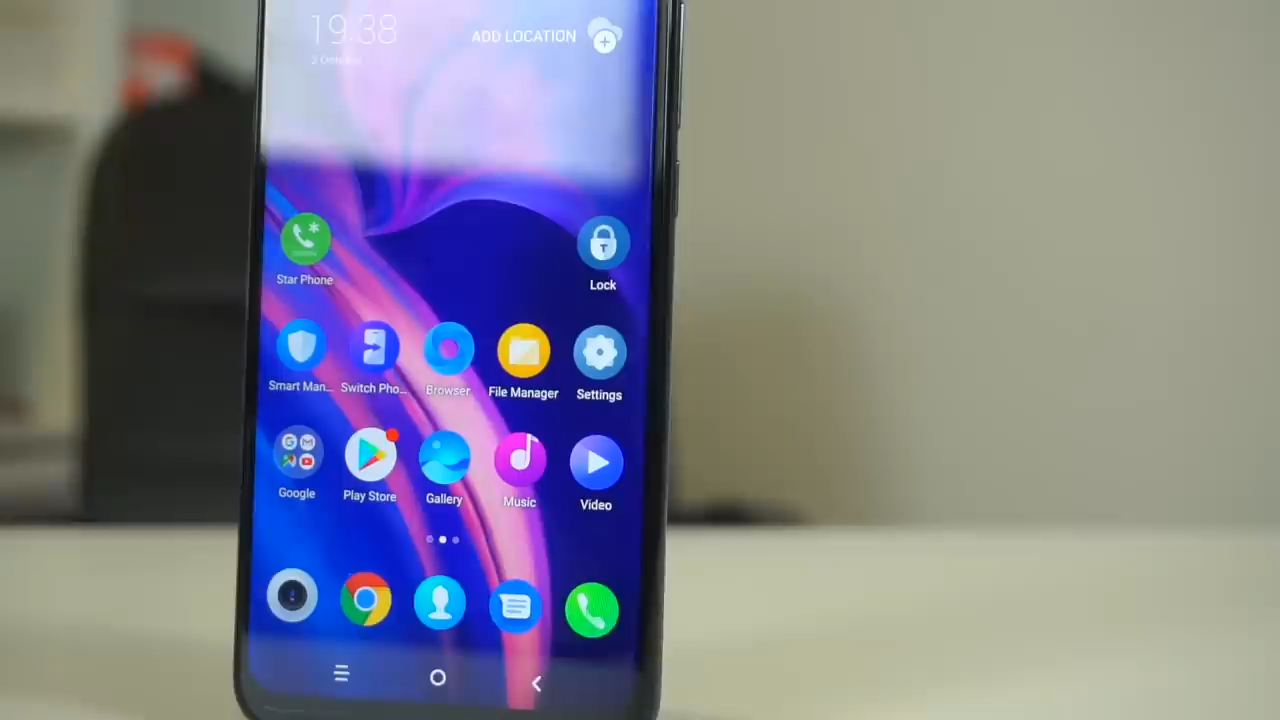 19:38
ADD LOCATION
Star Phone
Lock
Smart Man...
Switch Pho...
Browser
File Manager
Settings
Google
Play Store
Gallery
Music
Video